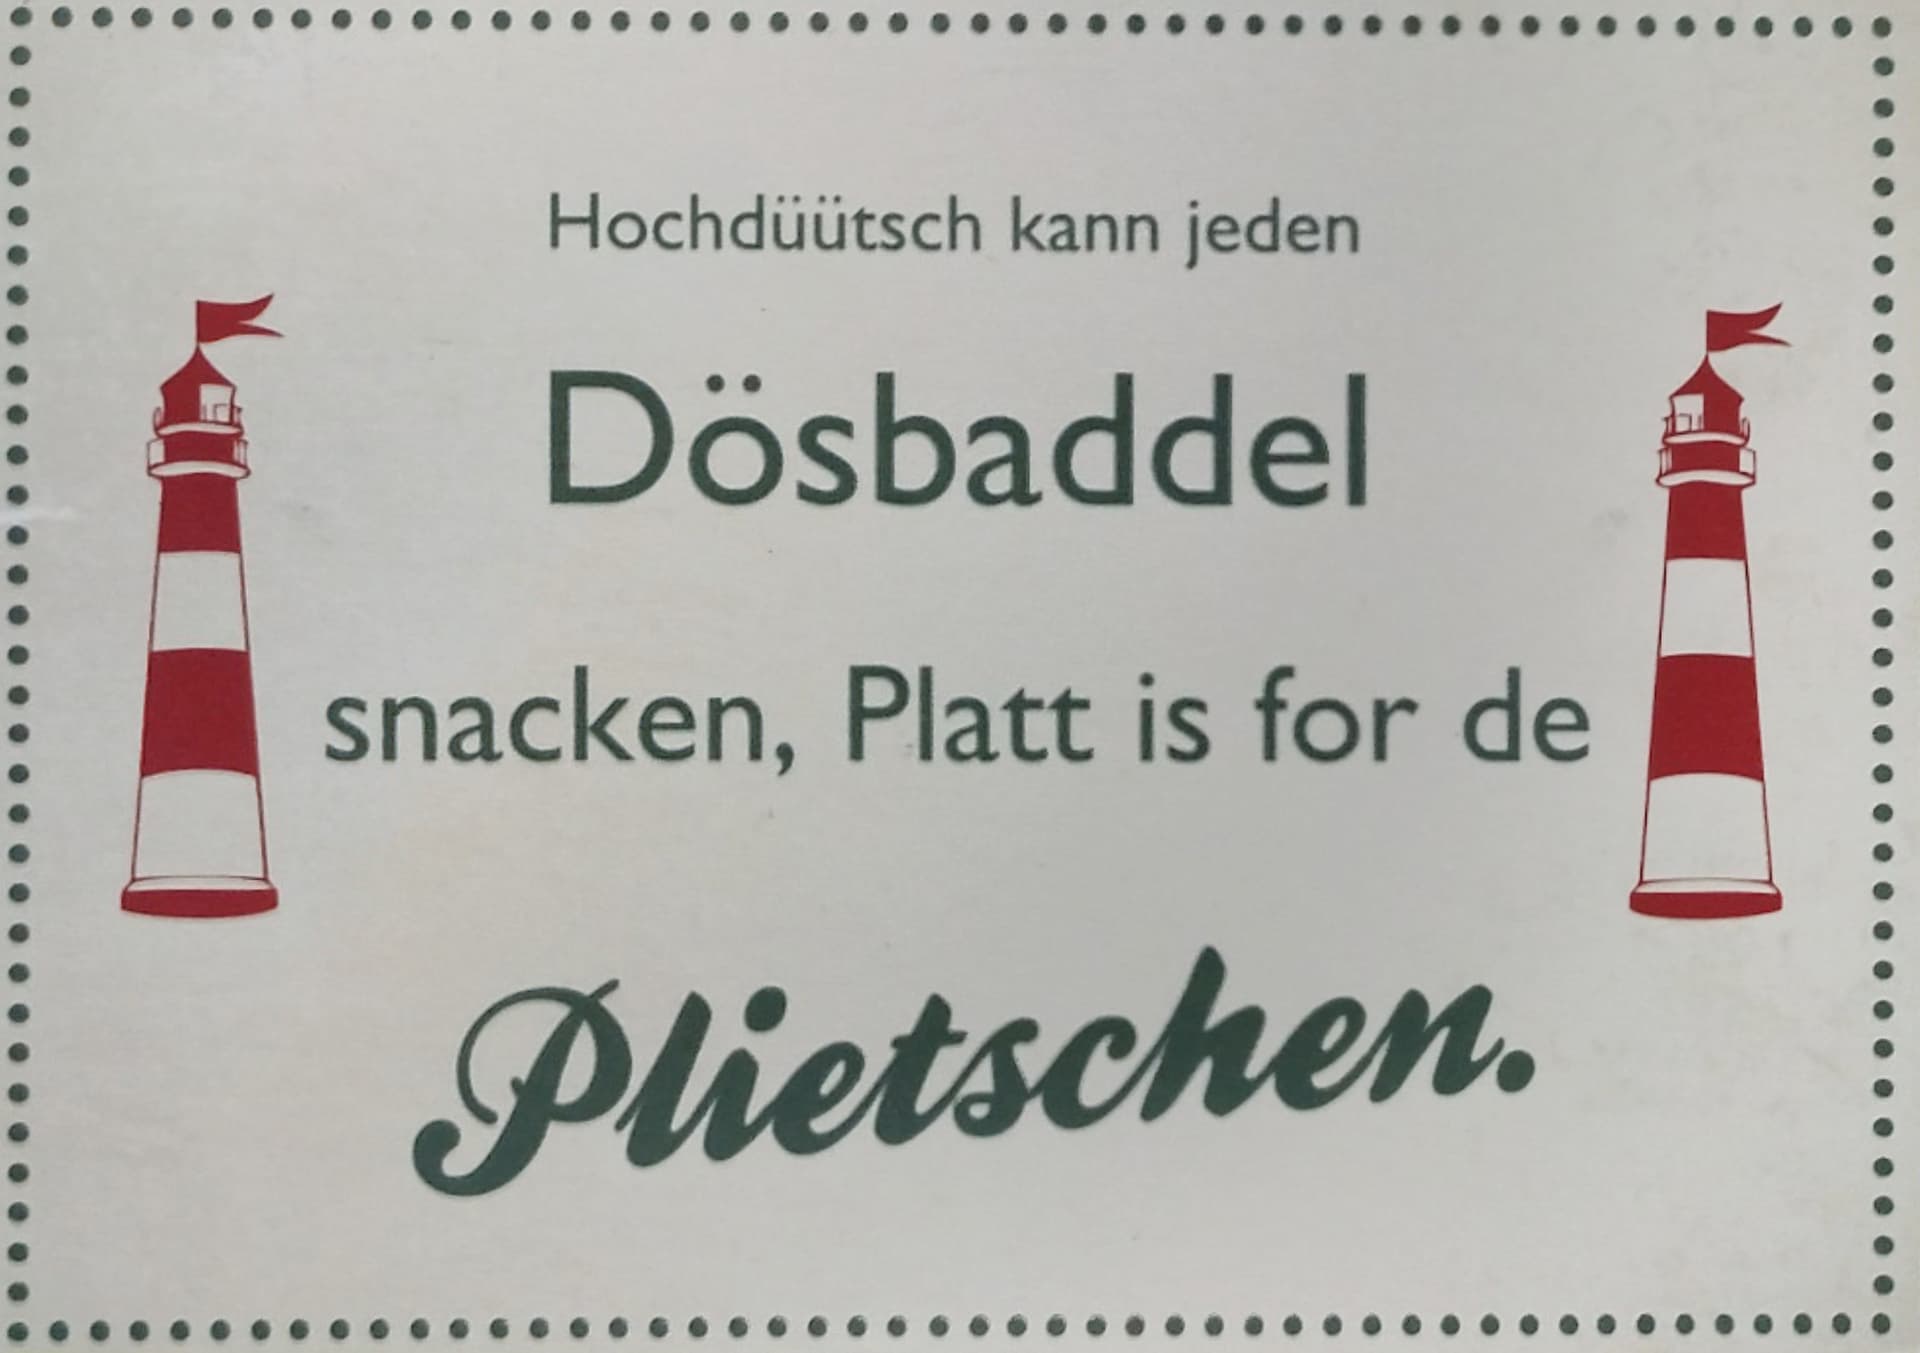 Hochdüütsch kann jeden
Dösbaddel
snacken, Platt is for de
Plietschen.